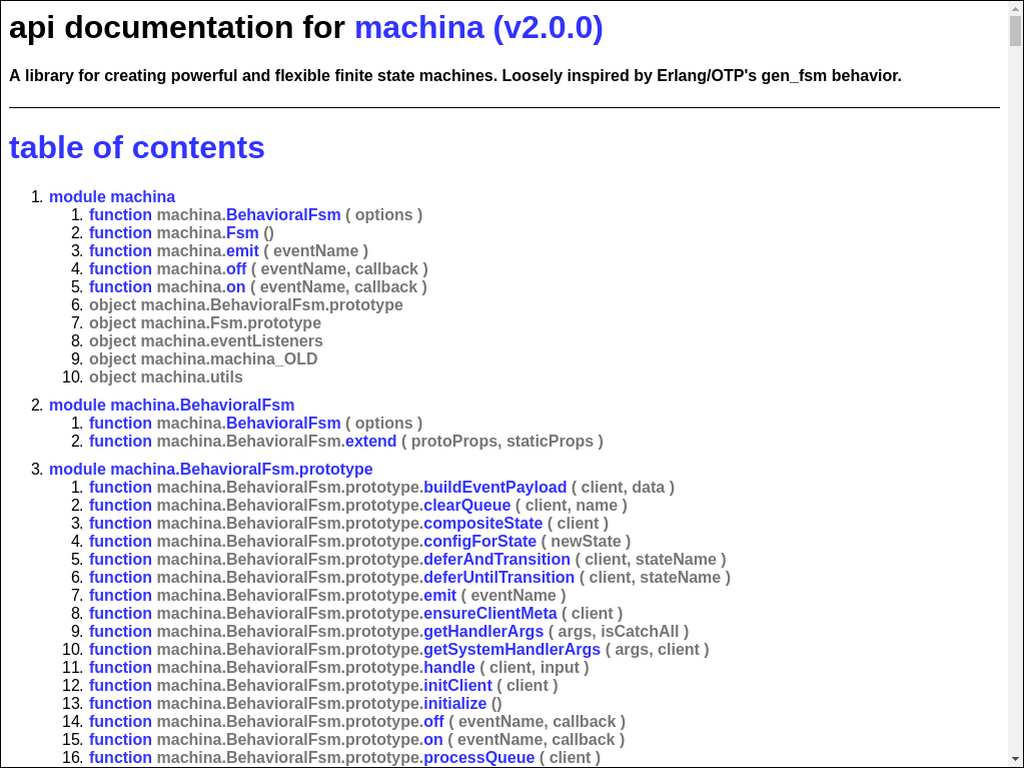 api documentation for machina (v2.0.0)
A library for creating powerful and flexible finite state machines. Loosely inspired by Erlang/OTP's gen_fsm behavior.
table of contents
1. module machina
1. function machina.BehavioralFsm ( options )
2. function machina.Fsm ()
3. function machina.emit ( eventName )
4. function machina.off ( eventName, callback )
5. function machina.on ( eventName, callback )
6. object machina.BehavioralFsm.prototype
7. object machina.Fsm.prototype
8. object machina.eventListeners
9. object machina.machina_OLD
10. object machina.utils
2. module machina.BehavioralFsm
1. function machina.BehavioralFsm ( options )
2. function machina.BehavioralFsm.extend ( protoProps, staticProps )
3. module machina.BehavioralFsm.prototype
1. function machina.BehavioralFsm.prototype.buildEventPayload ( client, data )
2. function machina.BehavioralFsm.prototype.clearQueue ( client, name )
3. function machina.BehavioralFsm.prototype.compositeState ( client )
4. function machina.BehavioralFsm.prototype.configForState ( newState )
5. function machina.BehavioralFsm.prototype.deferAndTransition ( client, stateName )
6. function machina.BehavioralFsm.prototype.deferUntilTransition ( client, stateName )
7. function machina.BehavioralFsm.prototype.emit ( eventName )
8. function machina.BehavioralFsm.prototype.ensureClientMeta ( client )
9. function machina.BehavioralFsm.prototype.getHandlerArgs ( args, isCatchAll )
10. function machina.BehavioralFsm.prototype.getSystemHandlerArgs ( args, client )
11. function machina.BehavioralFsm.prototype.handle ( client, input )
12. function machina.BehavioralFsm.prototype.initClient ( client )
13. function machina.BehavioralFsm.prototype.initialize ()
14. function machina.BehavioralFsm.prototype.off ( eventName, callback )
15. function machina.BehavioralFsm.prototype.on ( eventName, callback )
16. function machina.BehavioralFsm.prototype.processQueue ( client )